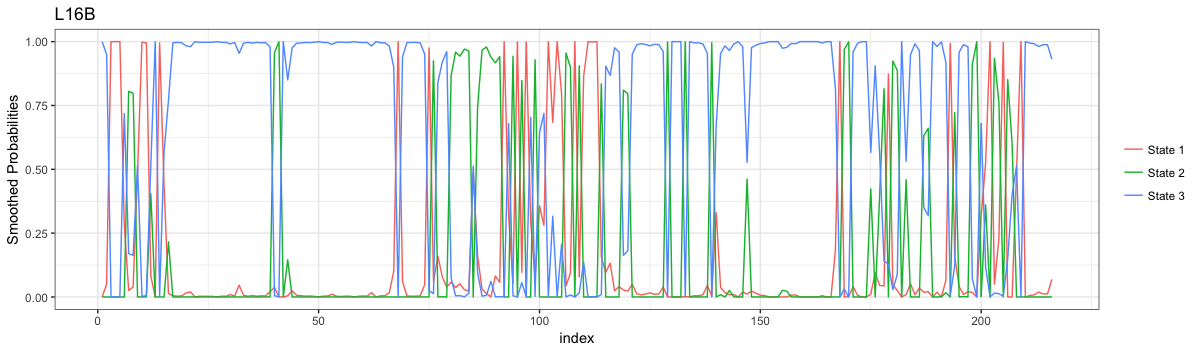 L16B
Smoothed Probabilities
1.00
0.75
0.50
0.25
0.00
0
50
100
150
200
index
State 1
State 2
State 3